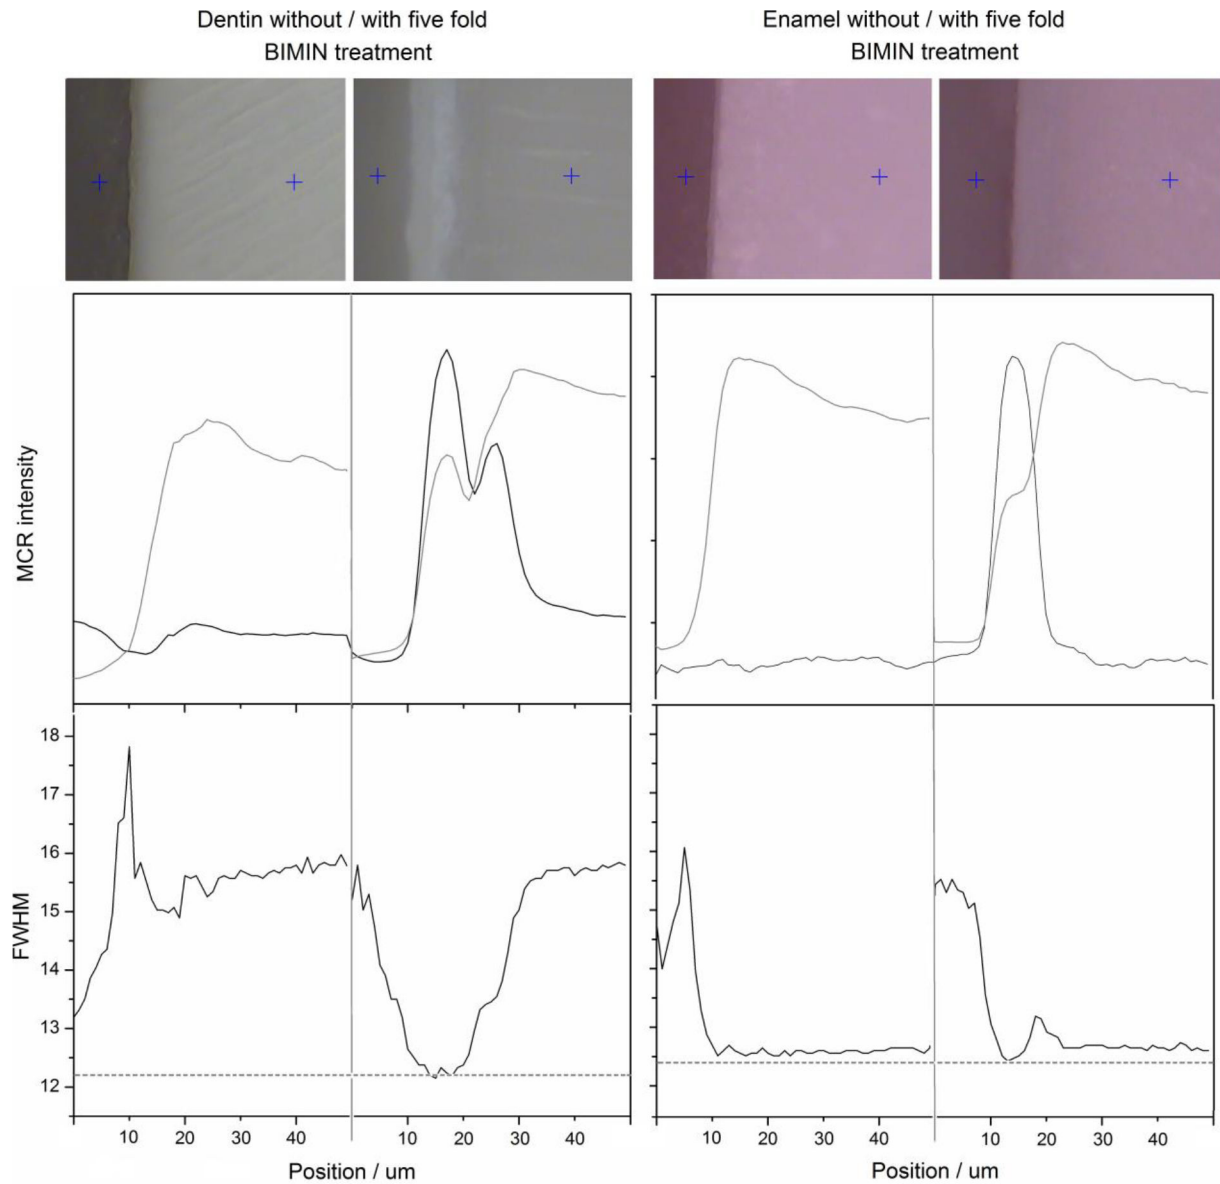 Dentin without / with five fold
BIMIN treatment
Enamel without / with five fold
BIMIN treatment
MCR intensity
FWHM
18
17
16
15
14
13
12
10 20 30 40 10 20 30 40
10 20 30 40 10 20 30 40
Position / um
Position / um